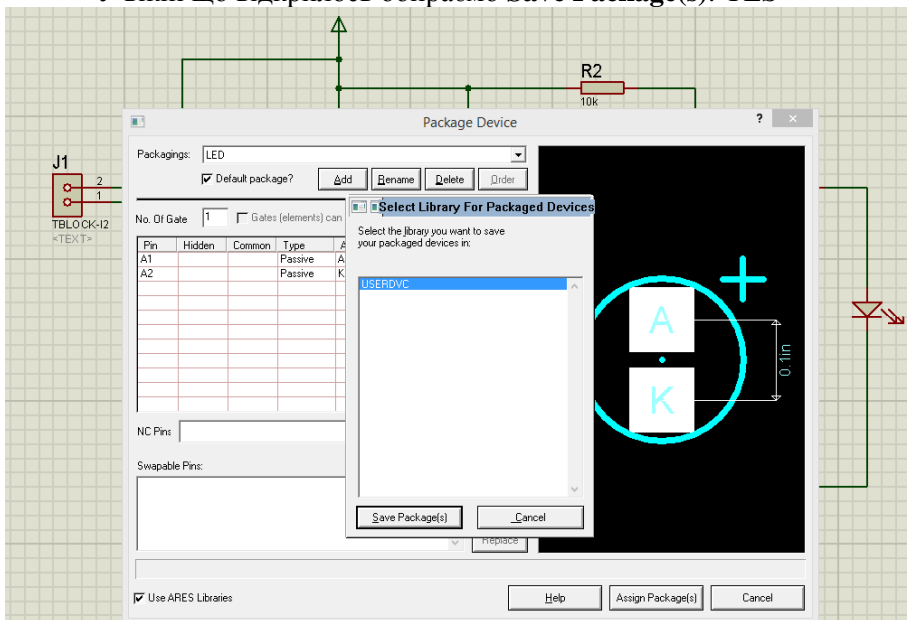 Save Package(s). YES
R2
10k
Package Device
?
J1
2
1
TBLOCK-I2
<TEXT>
Packagings: LED
Default package? Add Rename Delete Order
No. Of Gate 1 Gates (elements) can
Pin Hidden Common Type A
A1 Passive A
A2 Passive K
Select Library For Packaged Devices
Select the library you want to save
your packaged devices in:
USERDVC
Save Package(s) Cancel
A
K
0.1in
NC Pins
Swapable Pins:
Replace
Use ARES Libraries Help Assign Package(s) Cancel